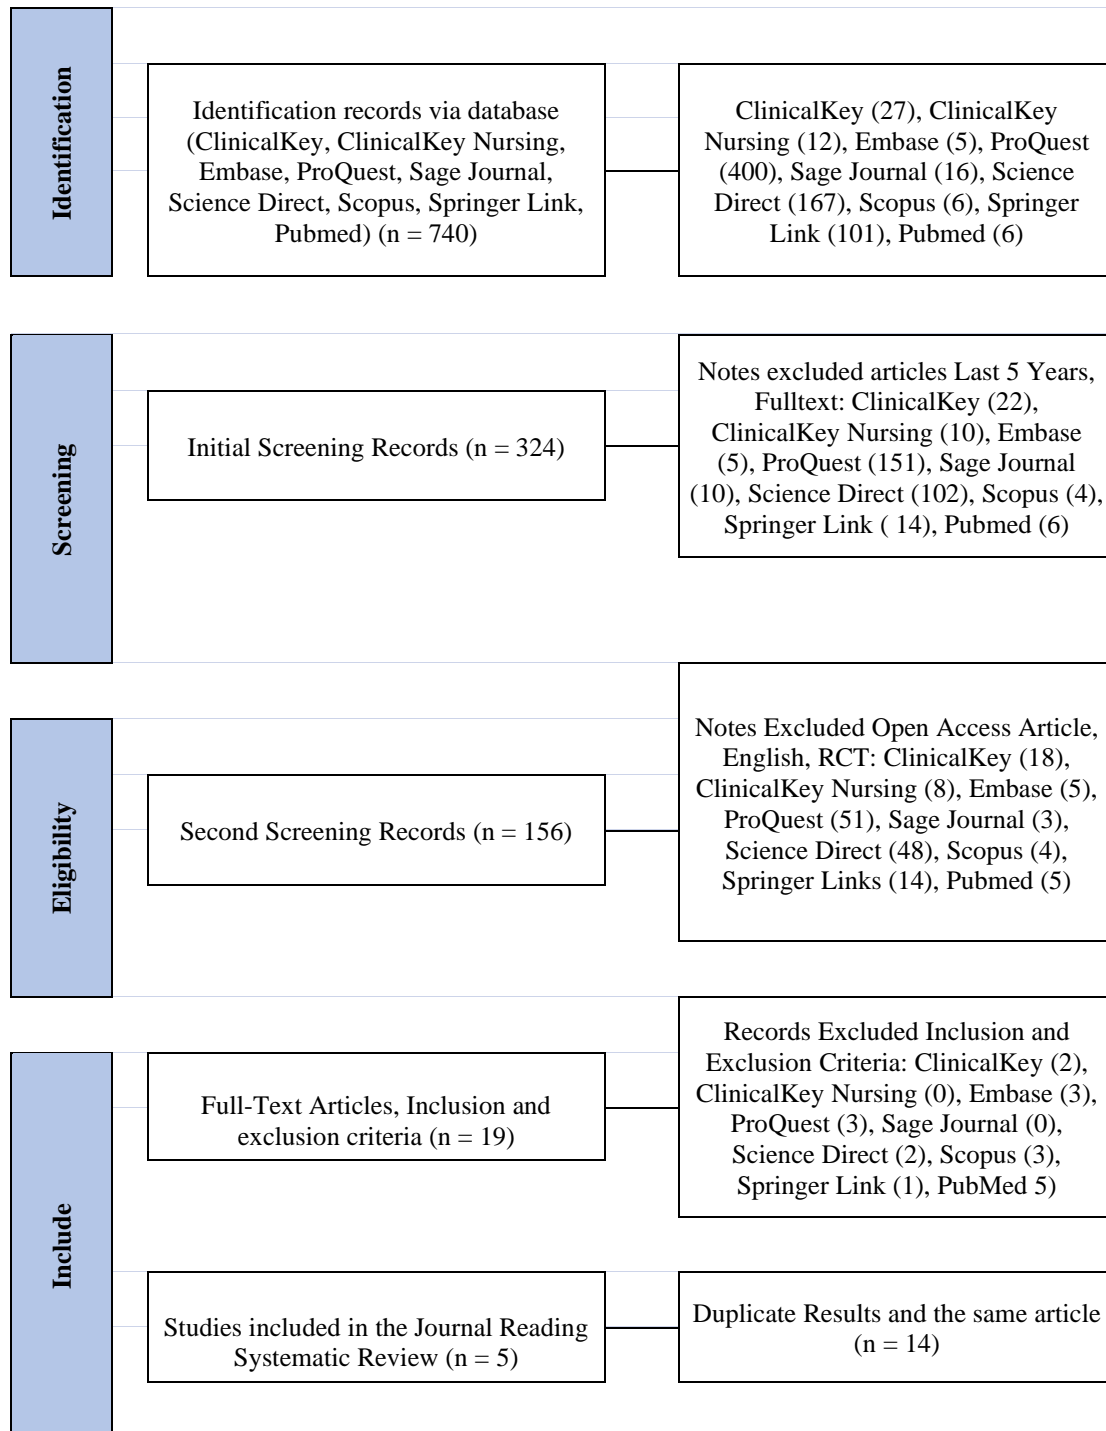 Identification
Identification records via database
(ClinicalKey, ClinicalKey Nursing,
Embase, ProQuest, Sage Journal,
Science Direct, Scopus, Springer Link,
Pubmed) (n = 740)
ClinicalKey (27), ClinicalKey
Nursing (12), Embase (5), ProQuest
(400), Sage Journal (16), Science
Direct (167), Scopus (6), Springer
Link (101), Pubmed (6)
Screening
Initial Screening Records (n = 324)
Notes excluded articles Last 5 Years,
Fulltext: ClinicalKey (22),
ClinicalKey Nursing (10), Embase
(5), ProQuest (151), Sage Journal
(10), Science Direct (102), Scopus (4),
Springer Link ( 14), Pubmed (6)
Eligibility
Second Screening Records (n = 156)
Notes Excluded Open Access Article,
English, RCT: ClinicalKey (18),
ClinicalKey Nursing (8), Embase (5),
ProQuest (51), Sage Journal (3),
Science Direct (48), Scopus (4),
Springer Links (14), Pubmed (5)
Include
Full-Text Articles, Inclusion and
exclusion criteria (n = 19)
Records Excluded Inclusion and
Exclusion Criteria: ClinicalKey (2),
ClinicalKey Nursing (0), Embase (3),
ProQuest (3), Sage Journal (0),
Science Direct (2), Scopus (3),
Springer Link (1), PubMed 5)
Studies included in the Journal Reading
Systematic Review (n = 5)
Duplicate Results and the same article
(n = 14)